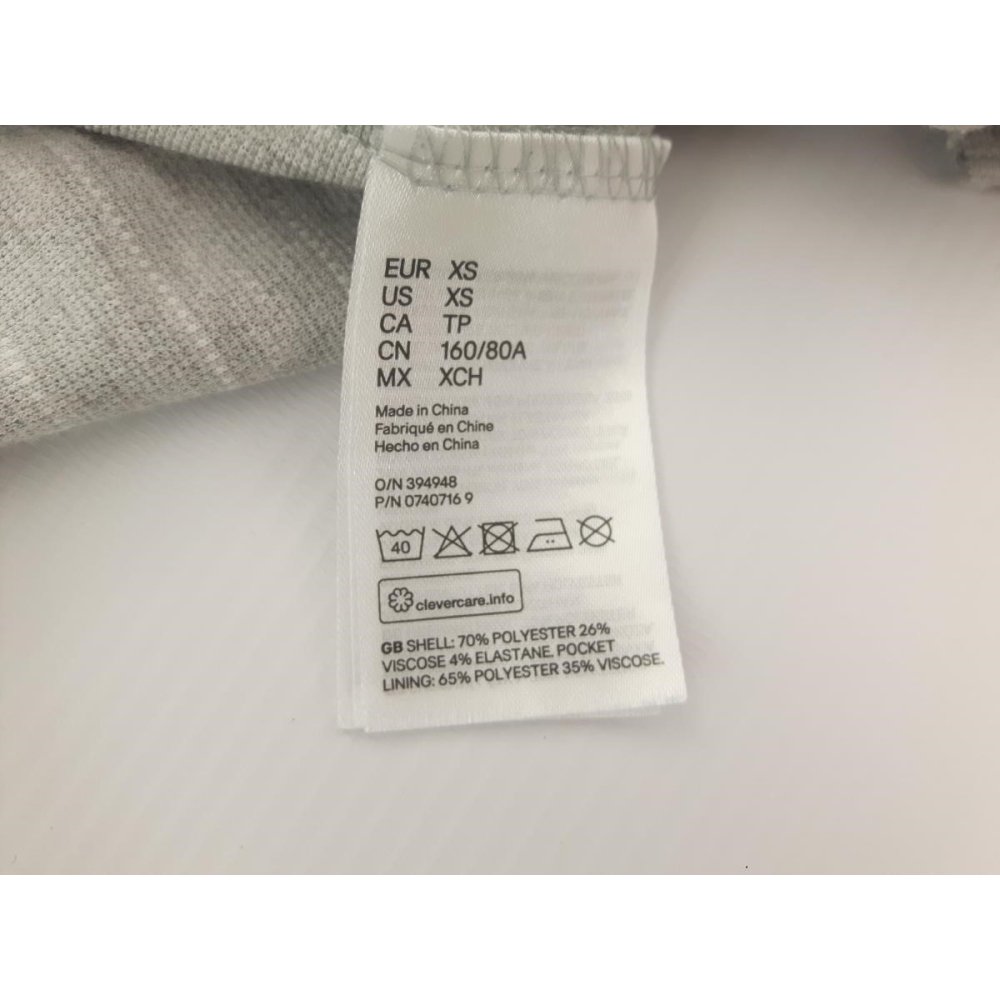 EUR XS
US XS
CA TP
CN 160/80A
MX XCH
Made in China
Fabriqué en Chine
Hecho en China
O/N 394948
P/N 0740716 9
40
clevercare.info
GB SHELL: 70% POLYESTER 26%
VISCOSE 4% ELASTANE. POCKET
LINING: 65% POLYESTER 35% VISCOSE.